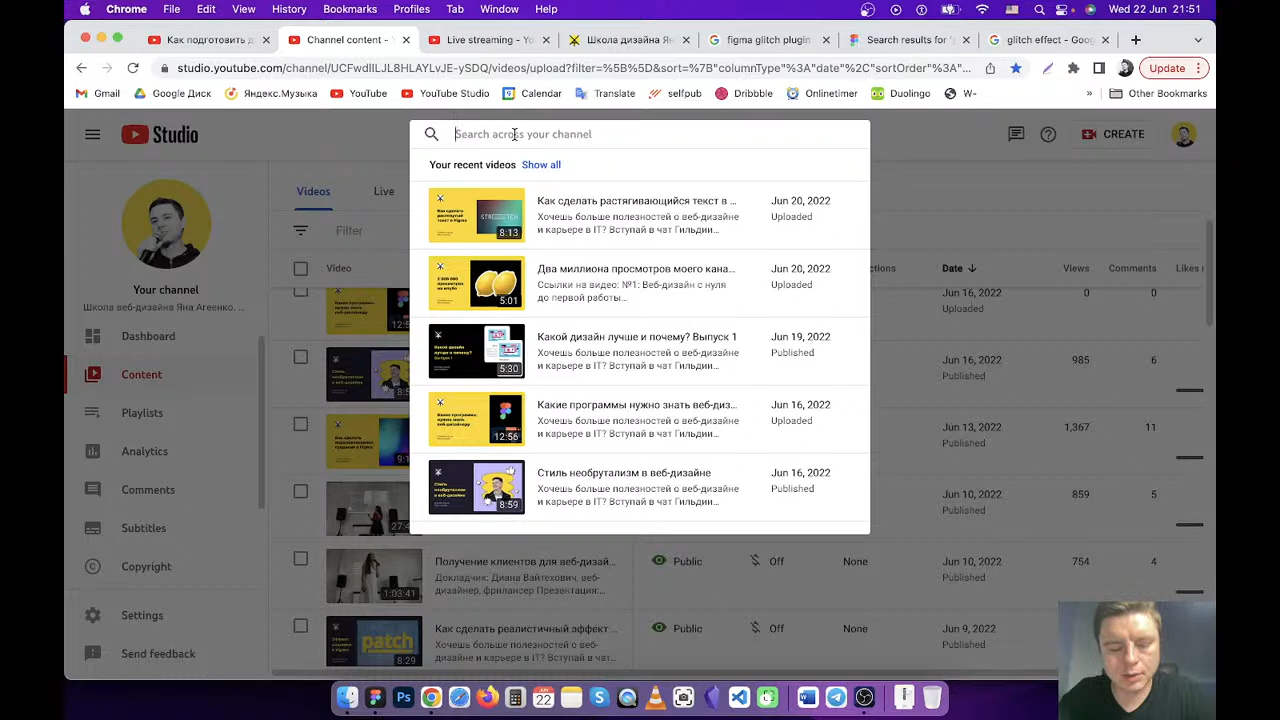 Chrome File Edit View History Bookmarks Profiles Tab Window Help Wed 22 Jun 21:51
Как подготовить д
Channel content -
Live streaming - Yo
Школа дизайна Ян
figma glitch plugin
Search results for '
glitch effect - Goog
studio.youtube.com/channel/UCFwdIILJL8HLAYLvJE-ySDQ/videos/upload?filter=%5B%5D&sort=%7B"columnType"%3A"date"%2C"sortOrder"%3A...
Update
Gmail Google Диск Яндекс.Музыка YouTube YouTube Studio Calendar Translate selfpub Dribbble Onlinetimer Duolingo W- » Other Bookmarks
Studio
Search across your channel
CREATE
Your recent videos Show all
Videos Live
Filter
Video
Date Views Comments Likes
Your channel
Школа веб-дизайна Яна Агеенко. ...
Dashboard
Content
Playlists
Analytics
Comments
Subtitles
Copyright
Settings
Send feedback
Как сделать растягивающийся текст в ...
Хочешь больше полезностей о веб-дизайне
и карьере в IT? Вступай в чат Гильдии...
Jun 20, 2022
Uploaded
8:13
Два миллиона просмотров моего кана...
Ссылки на видео: №1: Веб-дизайн с нуля
до первой работы...
Jun 20, 2022
Uploaded
5:01
Какой дизайн лучше и почему? Выпуск 1
Хочешь больше полезностей о веб-дизайне
и карьере в IT? Вступай в чат Гильдии...
Jun 19, 2022
Published
5:30
Какие программы нужно знать веб-диз...
Хочешь больше полезностей о веб-дизайне
и карьере в IT? Вступай в чат Гильдии...
Jun 16, 2022
Uploaded
12:56
Стиль необрутализм в веб-дизайне
Хочешь больше полезностей о веб-дизайне
и карьере в IT? Вступай в чат Гильдии...
Jun 16, 2022
Published
8:59
Jun 16, 2022 0 0
Uploaded
Jun 16, 2022 985 6
Published
Jun 13, 2022 1,367 11
Published
Jun 10, 2022 859 5
Published
Получение клиентов для веб-дизай...
Докладчик: Диана Вайтехович, веб-
дизайнер, фрилансер Презентация:...
1:03:41
Public Off None Jun 10, 2022 754 4
Published
Как сделать реалистичный эффект ...
Хочешь больше полезностей о веб-
дизайне и карьере в IT? Вступай в ...
patch
8:29
Public Off None Jun 9, 2022
Published